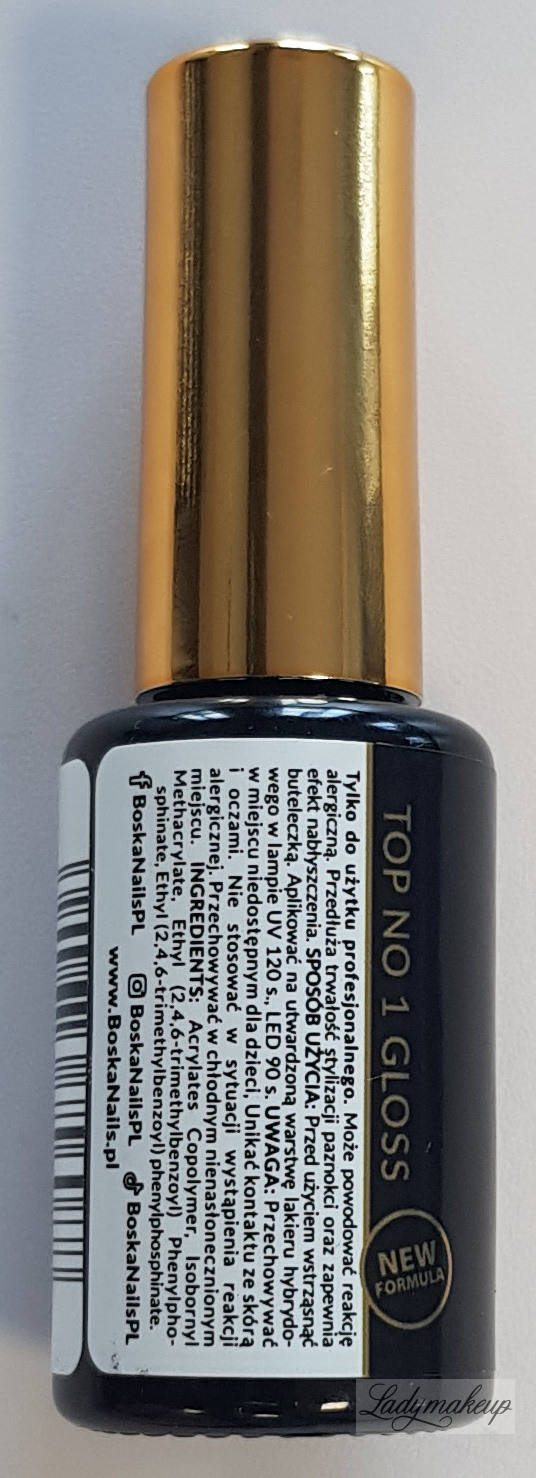 TOP NO 1 GLOSS
NEW
FORMULA
Tylko do użytku profesjonalnego. Może powodować reakcję
alergiczną. Przedłuża trwałość stylizacji paznokci oraz zapewnia
efekt nabłyszczenia. SPOSÓB UŻYCIA: Przed użyciem wstrząsnąć
buteleczką. Aplikować na utwardzoną warstwę lakieru hybrydo-
wego w lampie UV 120 s., LED 90 s. UWAGA: Przechowywać
w miejscu niedostępnym dla dzieci, Unikać kontaktu ze skórą
i oczami. Nie stosować w sytuacji wystąpienia reakcji
alergicznej. Przechowywać w chłodnym nienasłonecznionym
miejscu. INGREDIENTS: Acrylates Copolymer, Isobornyl
Methacrylate, Ethyl (2,4,6-trimethylbenzoyl) Phenylpho-
sphinate, Ethyl (2,4,6-trimethylbenzoyl) phenylphosphinate.
BoskaNailsPL BoskaNailsPL BoskaNailsPL
www.BoskaNails.pl
Ladymakeup